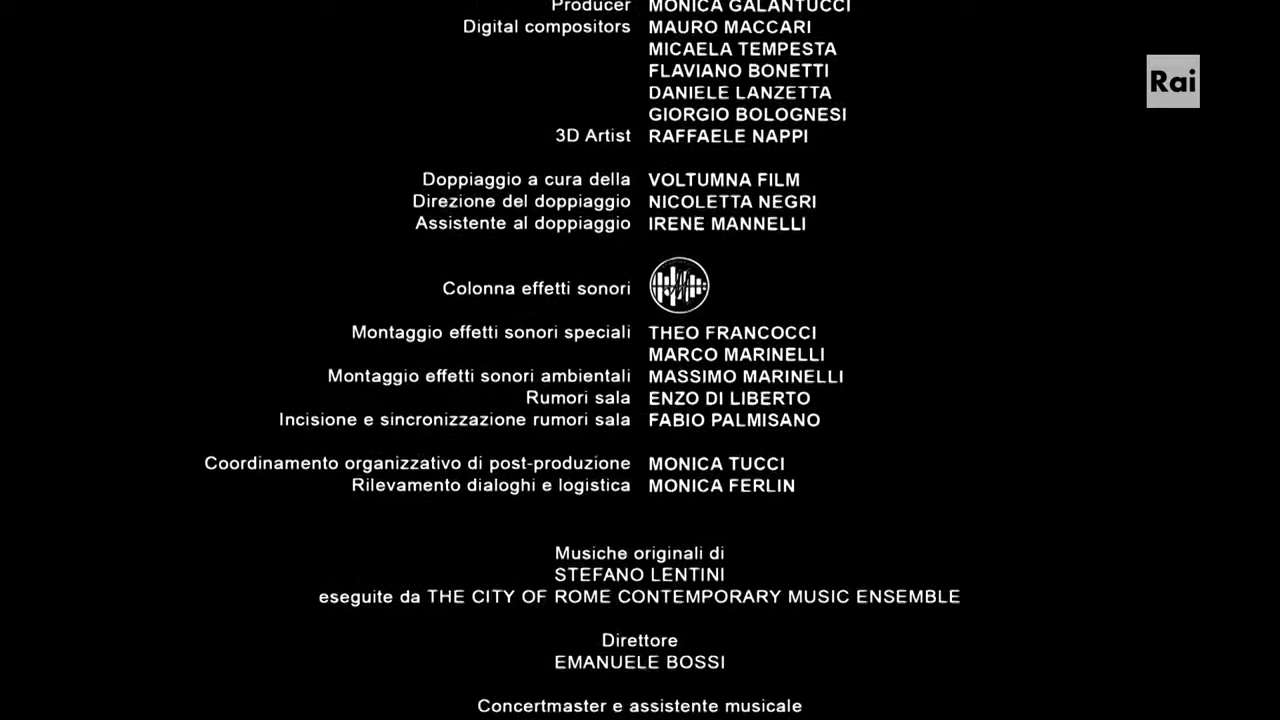 Producer MONICA GALANTUCCI
Digital compositors MAURO MACCARI
MICAELA TEMPESTA
FLAVIANO BONETTI
DANIELE LANZETTA
GIORGIO BOLOGNESI
3D Artist RAFFAELE NAPPI
Rai
Doppiaggio a cura della VOLTUMNA FILM
Direzione del doppiaggio NICOLETTA NEGRI
Assistente al doppiaggio IRENE MANNELLI
Colonna effetti sonori
Montaggio effetti sonori speciali THEO FRANCOCCI
MARCO MARINELLI
Montaggio effetti sonori ambientali MASSIMO MARINELLI
Rumori sala ENZO DI LIBERTO
Incisione e sincronizzazione rumori sala FABIO PALMISANO
Coordinamento organizzativo di post-produzione MONICA TUCCI
Rilevamento dialoghi e logistica MONICA FERLIN
Musiche originali di
STEFANO LENTINI
eseguite da THE CITY OF ROME CONTEMPORARY MUSIC ENSEMBLE
Direttore
EMANUELE BOSSI
Concertmaster e assistente musicale